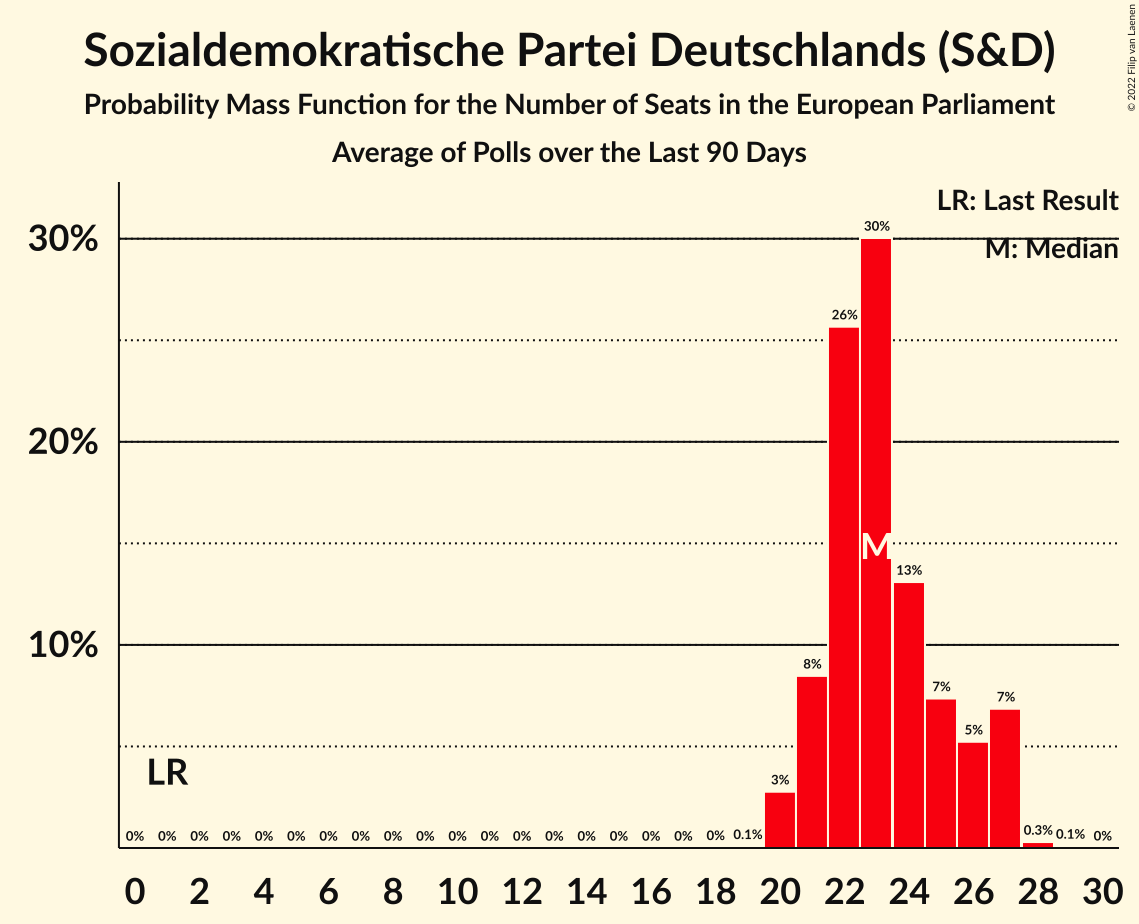 Sozialdemokratische Partei Deutschlands (S&D)
Probability Mass Function for the Number of Seats in the European Parliament
Average of Polls over the Last 90 Days
© 2022 Filip van Laenen
LR: Last Result
M: Median
30%
20%
10%
30%
26%
M
13%
8%
7%
7%
5%
LR
3%
0% 0% 0% 0% 0% 0% 0% 0% 0% 0% 0% 0% 0% 0% 0% 0% 0% 0% 0% 0.1% 0.3% 0.1% 0%
0 2 4 6 8 10 12 14 16 18 20 22 24 26 28 30